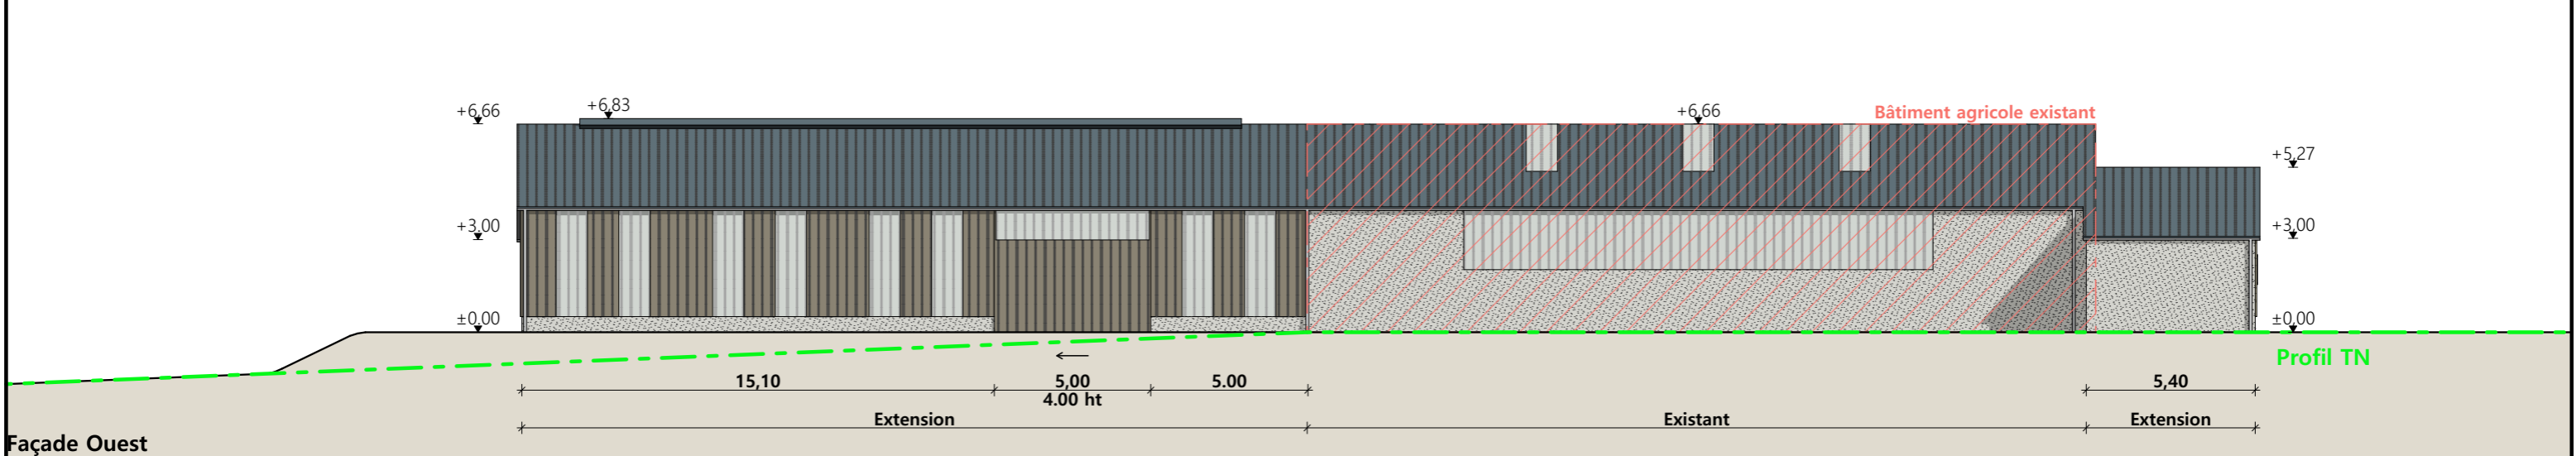 +6,83
+6,66
+6,66
Bâtiment agricole existant
+5,27
+3,00
+3,00
±0,00
±0,00
Profil TN
15,10
5,00
5.00
5,40
4.00 ht
Extension
Existant
Extension
Façade Ouest